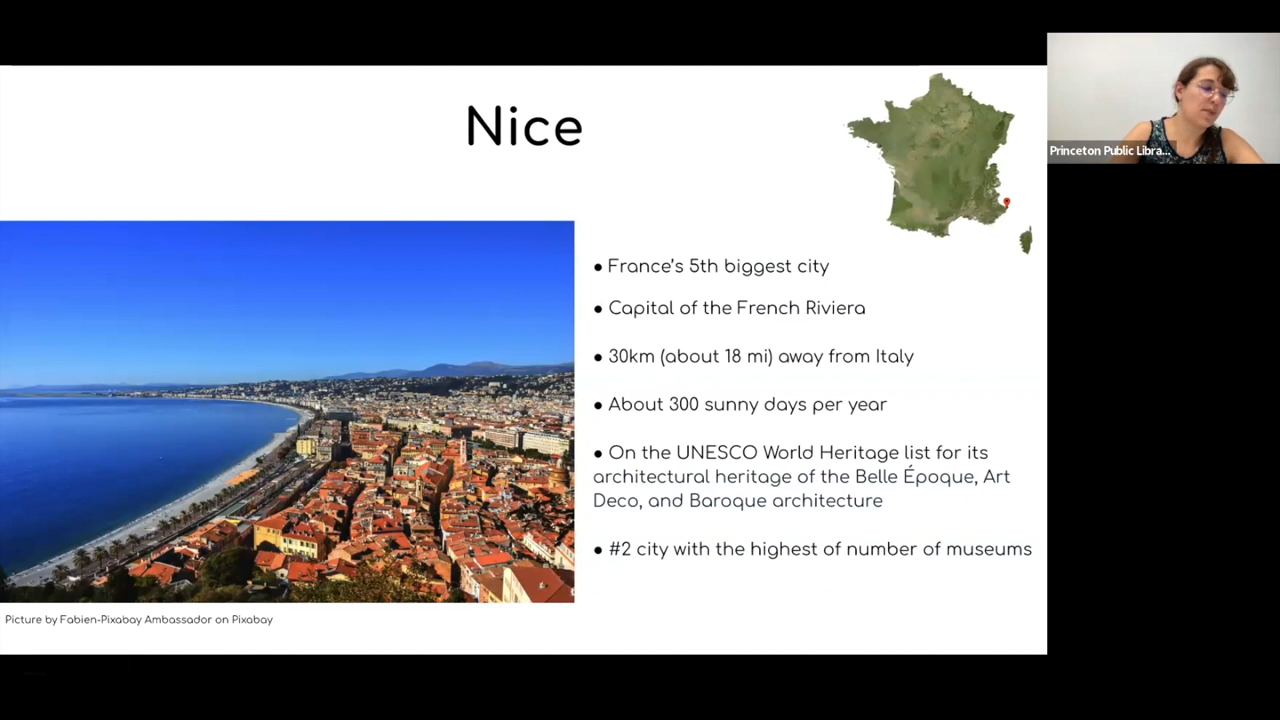 Nice
● France's 5th biggest city
● Capital of the French Riviera
● 30km (about 18 mi) away from Italy
● About 300 sunny days per year
● On the UNESCO World Heritage list for its
architectural heritage of the Belle Époque, Art
Deco, and Baroque architecture
● #2 city with the highest of number of museums
Picture by Fabien-Pixabay Ambassador on Pixabay
Princeton Public Libra...